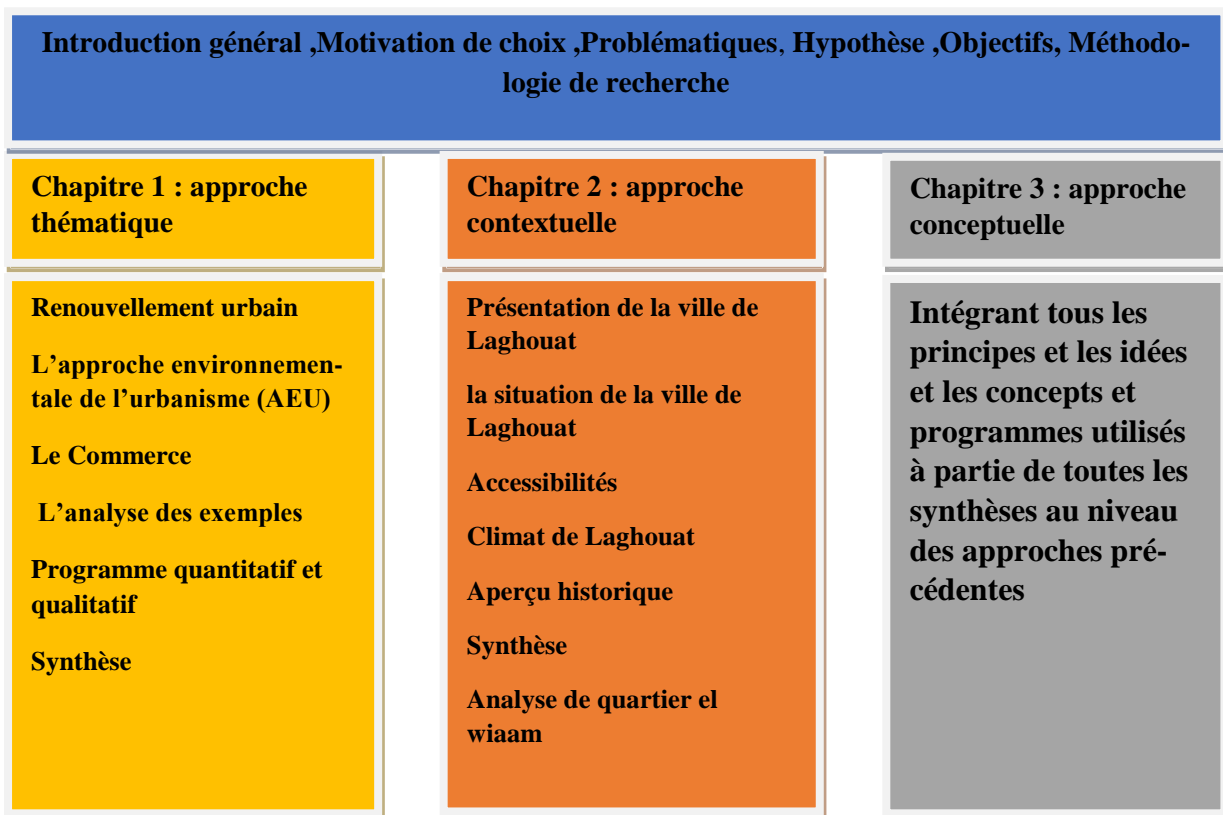 Introduction général ,Motivation de choix ,Problématiques, Hypothèse ,Objectifs, Méthodo-
logie de recherche
Chapitre 1 : approche
thématique
Renouvellement urbain
L’approche environnemen-
tale de l’urbanisme (AEU)
Le Commerce
L’analyse des exemples
Programme quantitatif et
qualitatif
Synthèse
Chapitre 2 : approche
contextuelle
Présentation de la ville de
Laghouat
la situation de la ville de
Laghouat
Accessibilités
Climat de Laghouat
Aperçu historique
Synthèse
Analyse de quartier el
wiaam
Chapitre 3 : approche
conceptuelle
Intégrant tous les
principes et les idées
et les concepts et
programmes utilisés
à partie de toutes les
synthèses au niveau
des approches pré-
cédentes